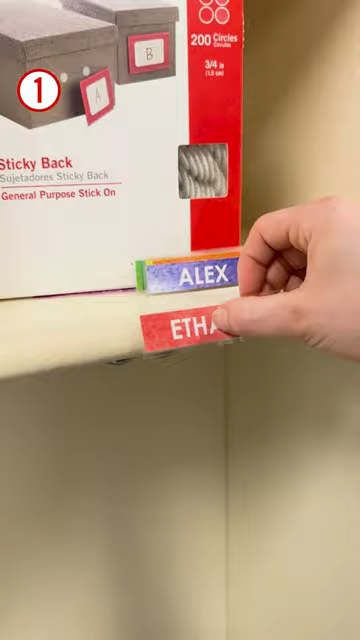 1
B
A
200 Circles
Círculos
3/4 in
(1.9 cm)
Sticky Back
Sujetadores Sticky Back
General Purpose Stick On
ALEX
ETHA